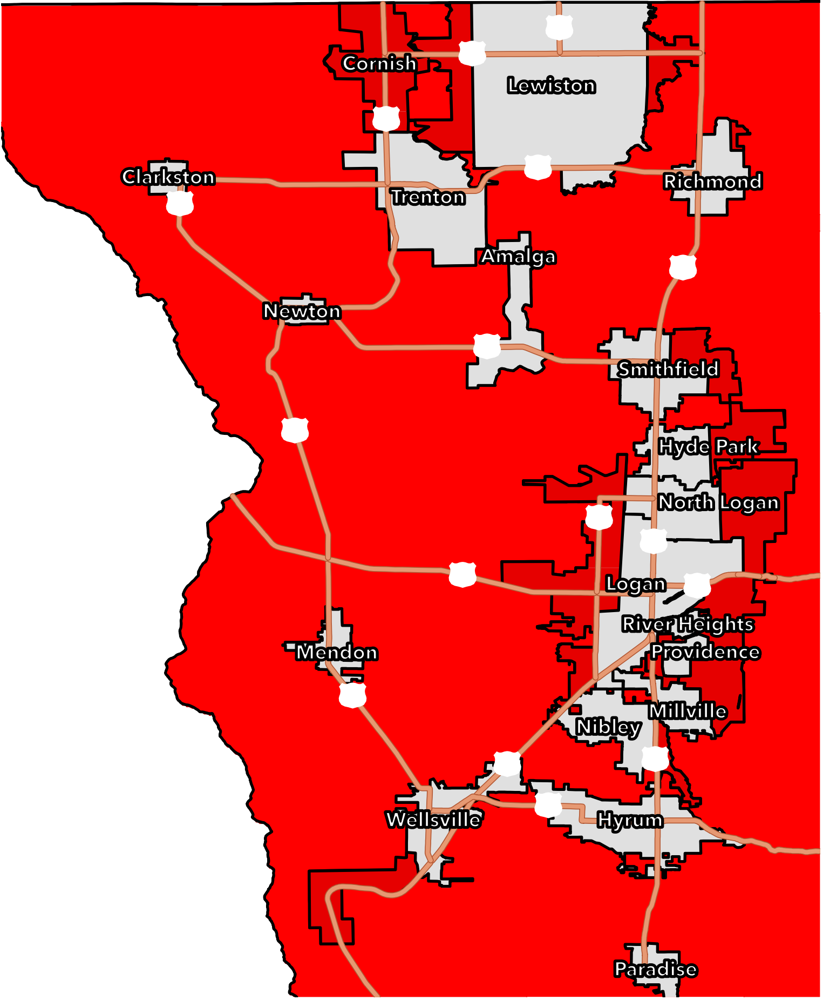 Cornish
Lewiston
Clarkston
Richmond
Trenton
Amalga
Newton
Smithfield
Hyde Park
North Logan
Logan
River Heights
Providence
Mendon
Millville
Nibley
Wellsville
Hyrum
Paradise